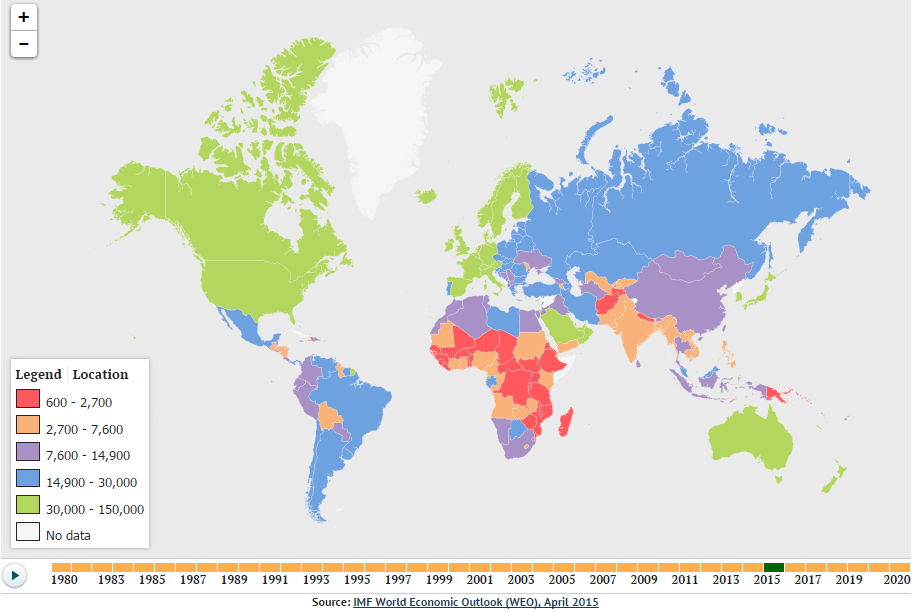 +
−
Legend Location
600 - 2,700
2,700 - 7,600
7,600 - 14,900
14,900 - 30,000
30,000 - 150,000
No data
1980 1983 1985 1987 1989 1991 1993 1995 1997 1999 2001 2003 2005 2007 2009 2011 2013 2015 2017 2019 2020
Source: IMF World Economic Outlook (WEO), April 2015